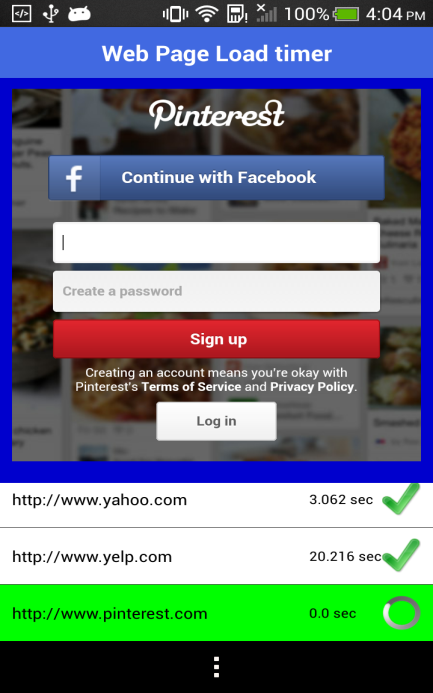 100% 4:04 PM
Web Page Load timer
Pinterest
f Continue with Facebook
Create a password
Sign up
Creating an account means you're okay with
Pinterest's Terms of Service and Privacy Policy.
Log in
http://www.yahoo.com 3.062 sec
http://www.yelp.com 20.216 sec
http://www.pinterest.com 0.0 sec